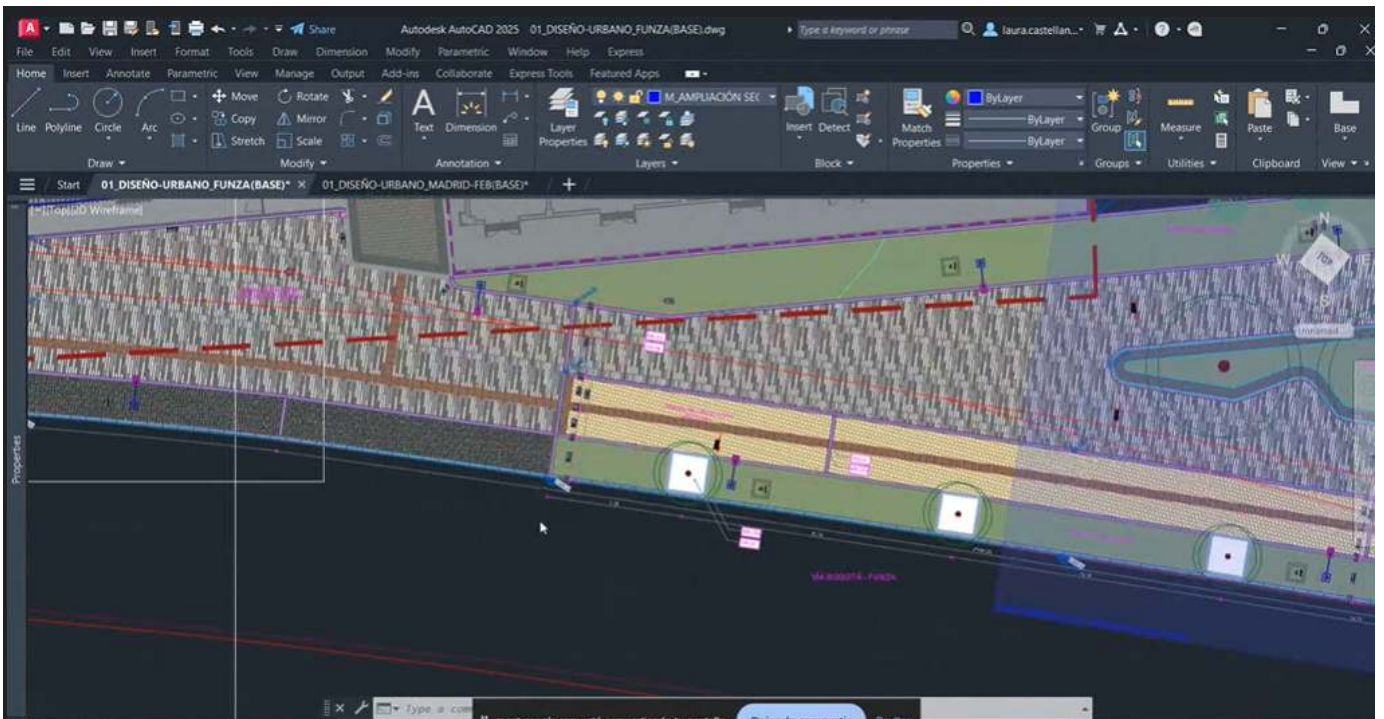 Share Autodesk AutoCAD 2025 01_DISEÑO-URBANO_FUNZA(BASE).dwg Type a keyword or phrase laura.castellan...
File Edit View Insert Format Tools Draw Dimension Modify Parametric Window Help Express
Home Insert Annotate Parametric View Manage Output Add-ins Collaborate Express Tools Featured Apps
Move Rotate M_AMPLIACIÓN SEC ByLayer
Line Polyline Circle Arc Copy Mirror Text Dimension Layer Properties Insert Detect Match Properties ByLayer Group Measure Paste Base
Stretch Scale ByLayer
Draw Modify Annotation Layers Block Properties Groups Utilities Clipboard View
Start 01_DISEÑO-URBANO_FUNZA(BASE)* 01_DISEÑO-URBANO_MADRID-FEB(BASE)*
[−][Top][2D Wireframe]
N
W TOP E
S
Unnamed
Properties
VÍA BOGOTÁ - FUNZA
Type a com